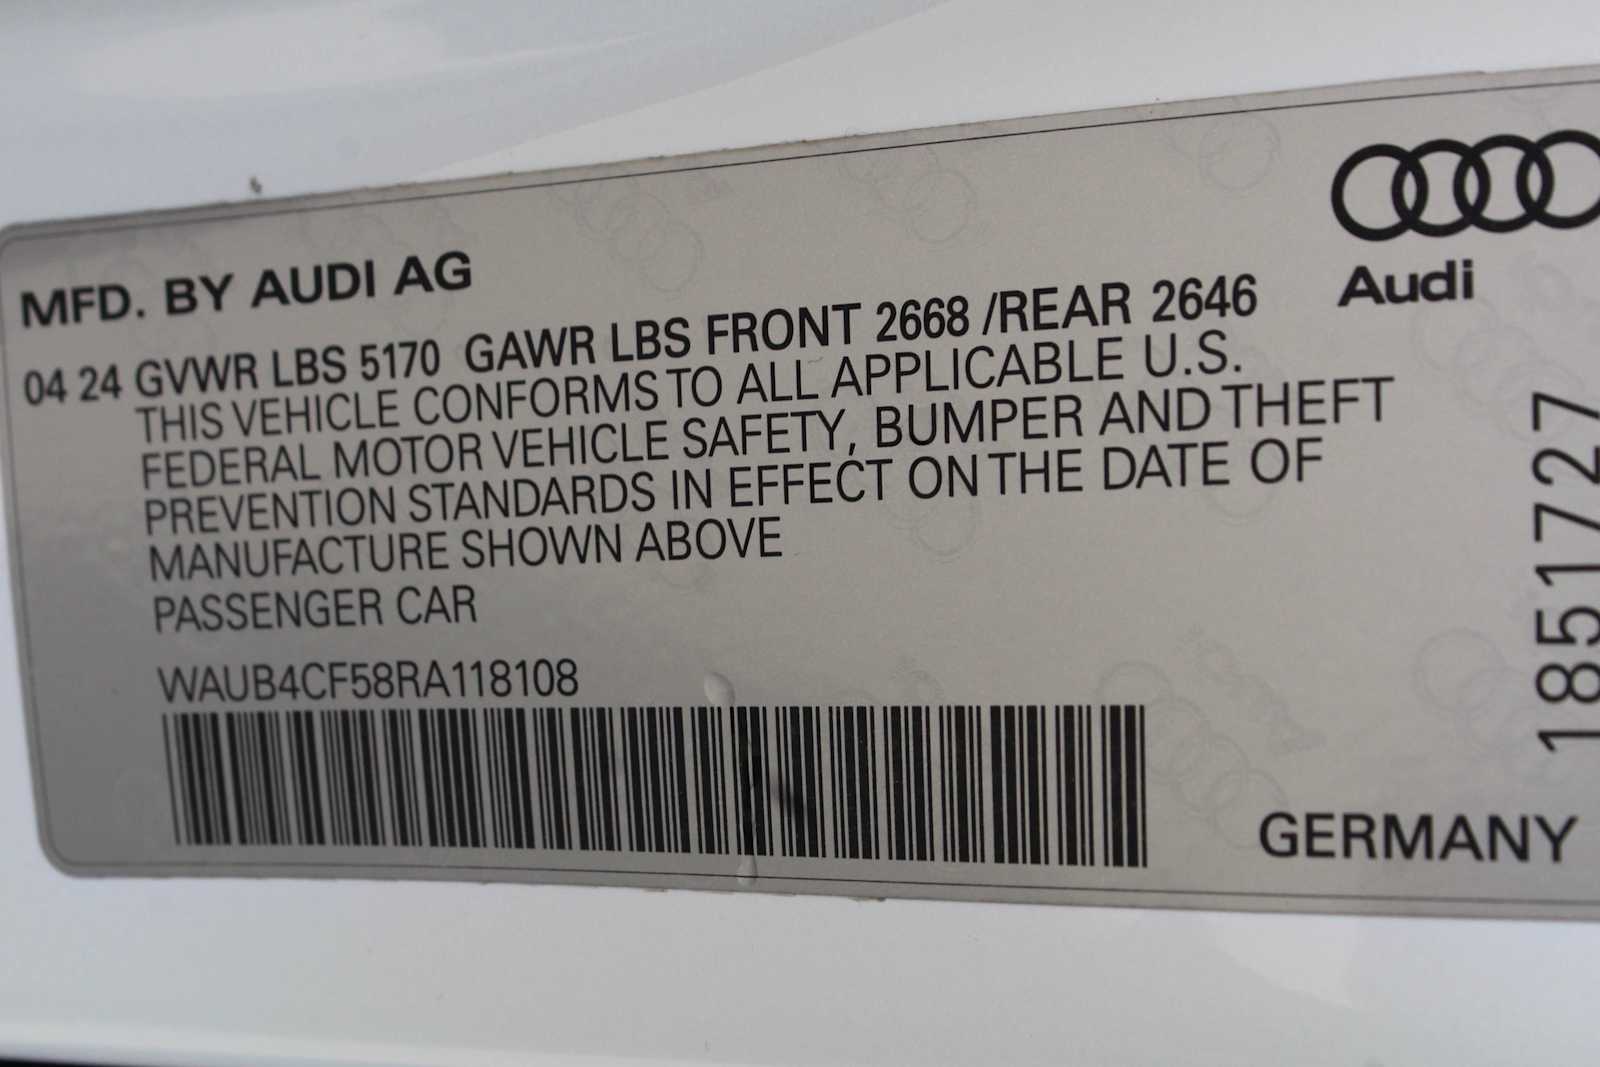 MFD. BY AUDI AG
Audi
04 24 GVWR LBS 5170 GAWR LBS FRONT 2668 /REAR 2646
THIS VEHICLE CONFORMS TO ALL APPLICABLE U.S.
FEDERAL MOTOR VEHICLE SAFETY, BUMPER AND THEFT
PREVENTION STANDARDS IN EFFECT ON THE DATE OF
MANUFACTURE SHOWN ABOVE
PASSENGER CAR
WAUB4CF58RA118108
1851727
GERMANY